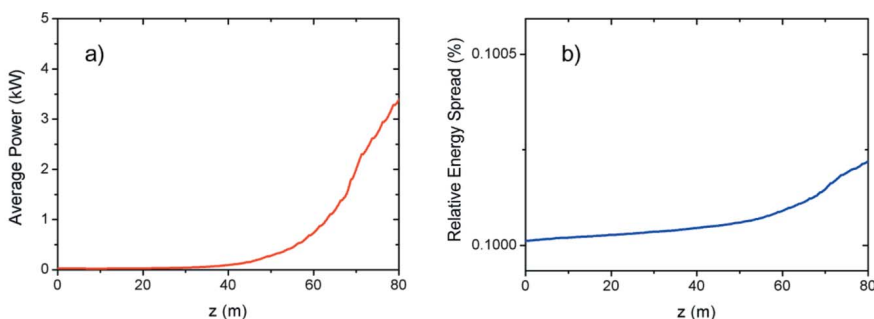 a)
Average Power (kW)
5
4
3
2
1
0
0 20 40 60 80
z (m)
b)
Relative Energy Spread (%)
0.1005
0.1000
0 20 40 60 80
z (m)